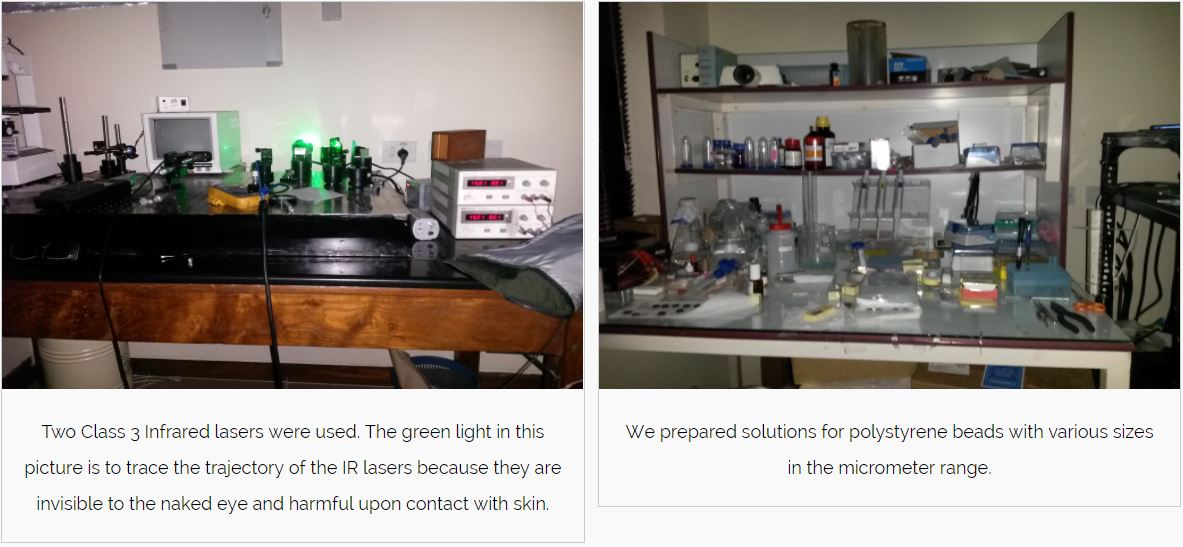 Two Class 3 Infrared lasers were used. The green light in this
picture is to trace the trajectory of the IR lasers because they are
invisible to the naked eye and harmful upon contact with skin.
We prepared solutions for polystyrene beads with various sizes
in the micrometer range.